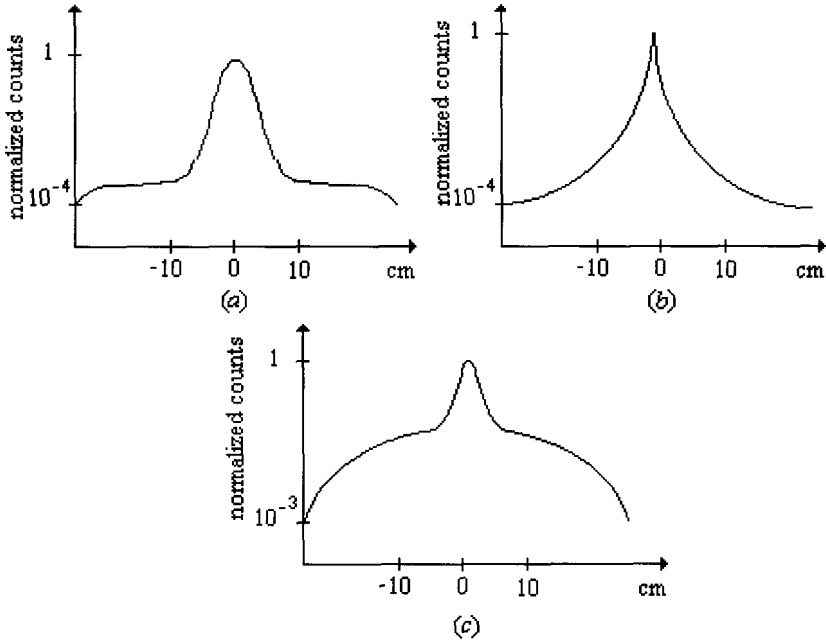 normalized counts
1
10⁻⁴
-10 0 10 cm
(a)
normalized counts
1
10⁻⁴
-10 0 10 cm
(b)
normalized counts
1
10⁻³
-10 0 10 cm
(c)